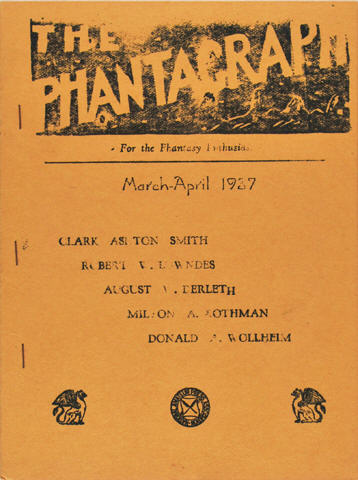 THE
PHANTAGRAPH
For the Phantasy Enthusias
March-April 1937
CLARK ASHTON SMITH
ROBERT W. LOWNDES
AUGUST W. DERLETH
MILTON A. ROTHMAN
DONALD A. WOLLHEIM